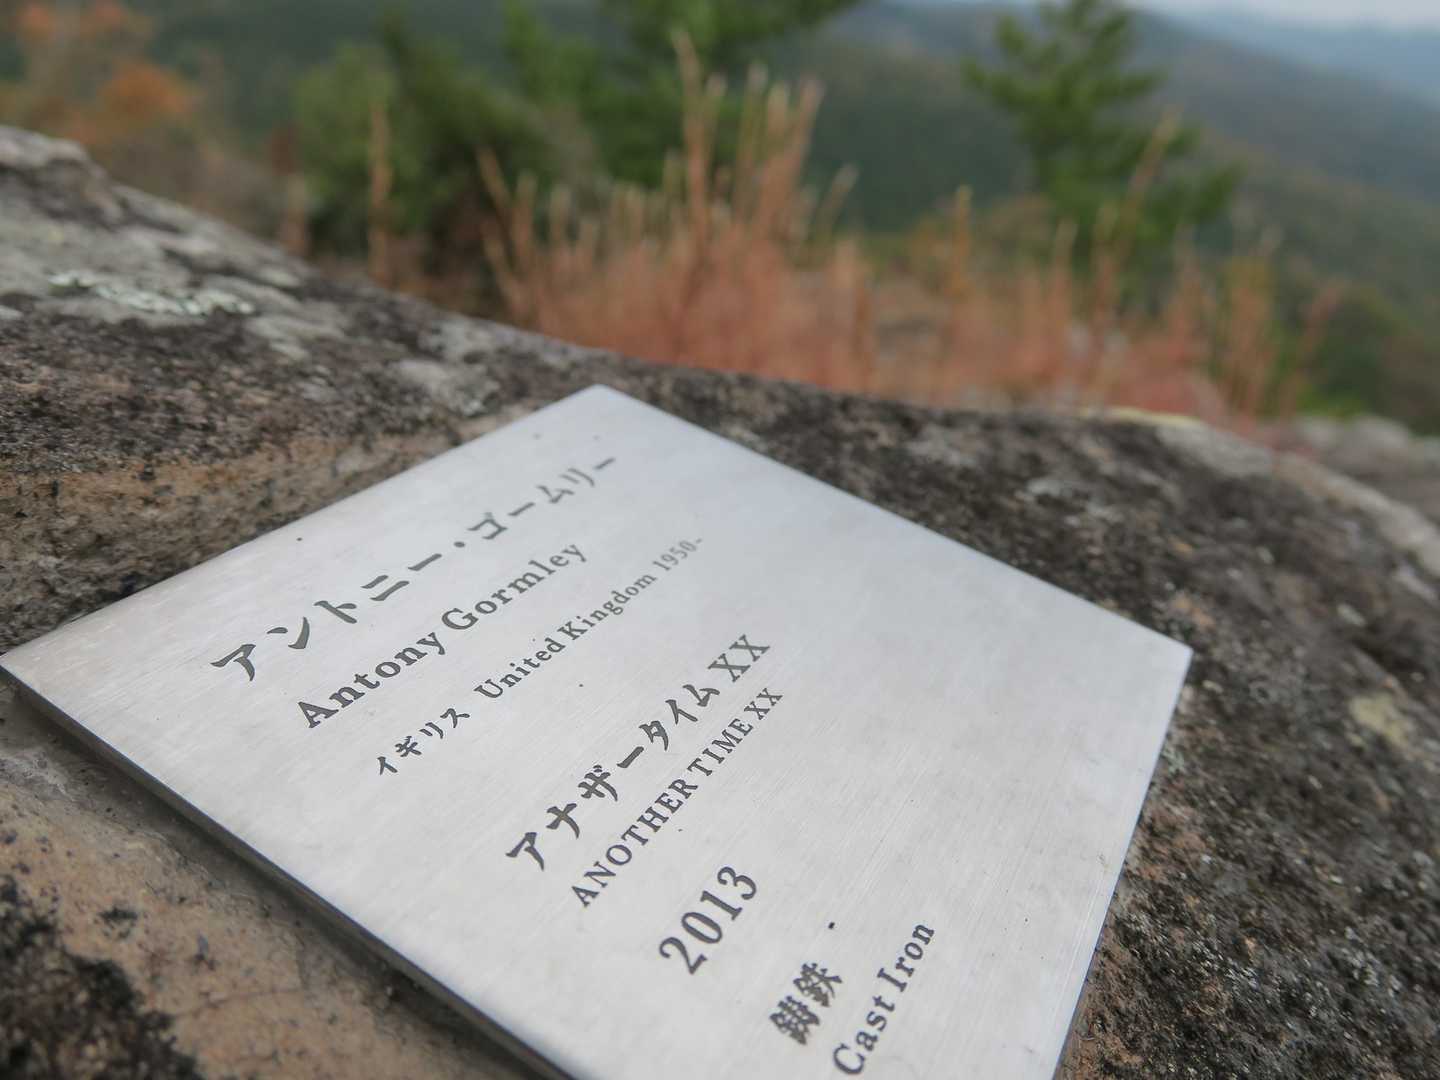 アントニー・ゴームリー
Antony Gormley
イギリス United Kingdom 1950-
アナザータイム XX
ANOTHER TIME XX
2013
鋳鉄
Cast Iron